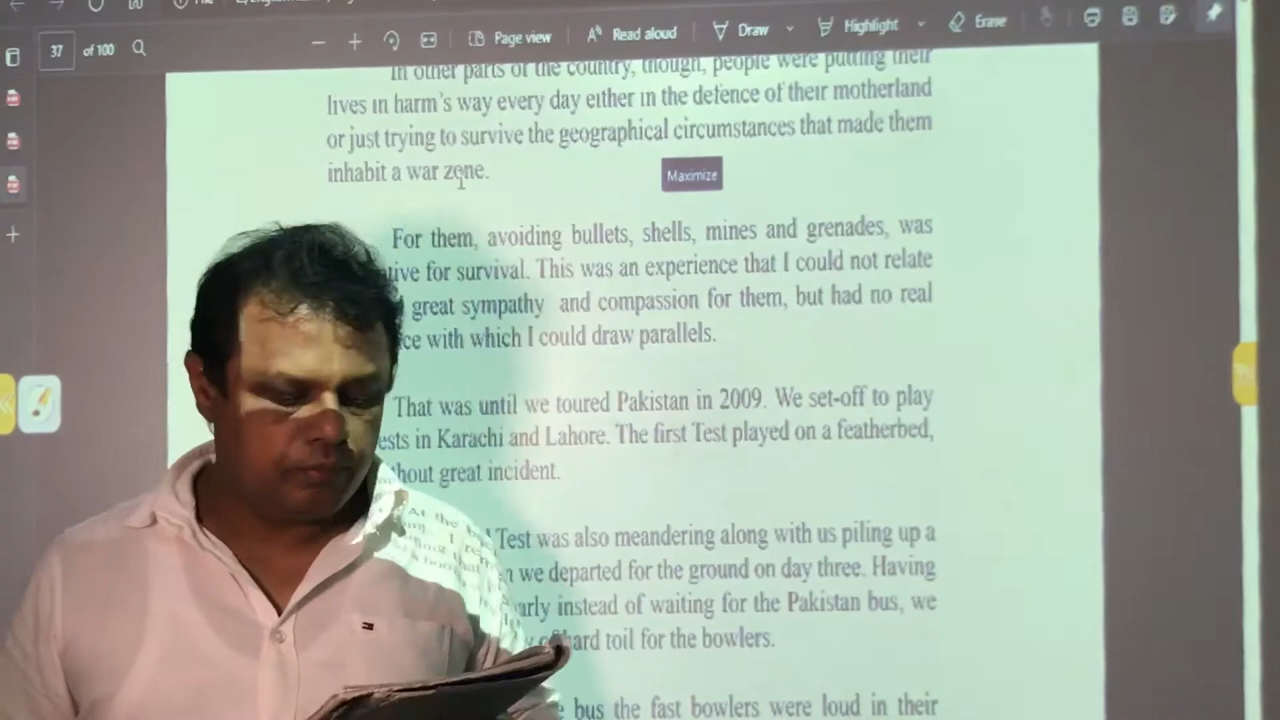 37 of 100
Page view
Read aloud
Draw
Highlight
Erase
In other parts of the country, though, people were putting their
lives in harm's way every day either in the defence of their motherland
or just trying to survive the geographical circumstances that made them
inhabit a war zone.
Maximize
For them, avoiding bullets, shells, mines and grenades, was
tive for survival. This was an experience that I could not relate
great sympathy and compassion for them, but had no real
ce with which I could draw parallels.
That was until we toured Pakistan in 2009. We set-off to play
ests in Karachi and Lahore. The first Test played on a featherbed,
thout great incident.
At the
Test was also meandering along with us piling up a
n we departed for the ground on day three. Having
arly instead of waiting for the Pakistan bus, we
of hard toil for the bowlers.
bus the fast bowlers were loud in their